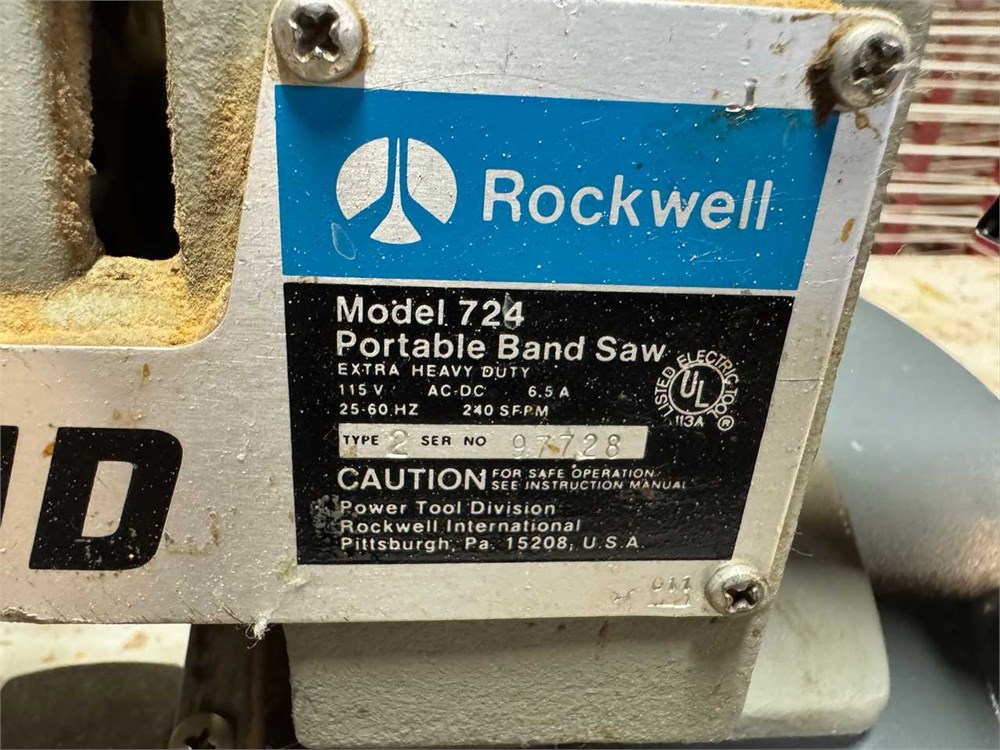 Rockwell
Model 724
Portable Band Saw
EXTRA HEAVY DUTY
115 V AC-DC 6.5 A
25-60 HZ 240 S.F.P.M
LISTED ELECTRIC TOOL
UL
®
113A
TYPE 2 SER NO 97728
CAUTION FOR SAFE OPERATION,
SEE INSTRUCTION MANUAL
Power Tool Division
Rockwell International
Pittsburgh, Pa. 15208, U.S.A.
D